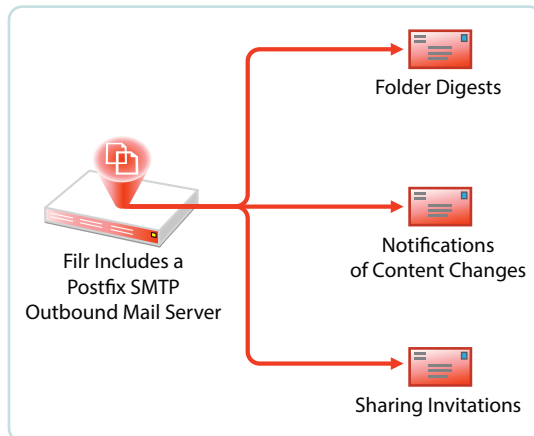 Folder Digests
Filr Includes a
Postfix SMTP
Outbound Mail Server
Notifications
of Content Changes
Sharing Invitations